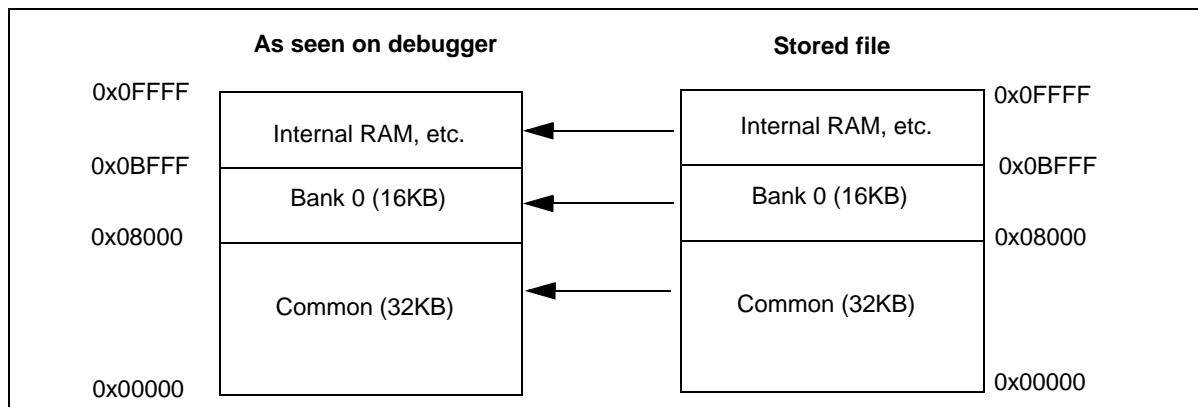 As seen on debugger
Stored file
0x0FFFF
0x0FFFF
Internal RAM, etc.
Internal RAM, etc.
0x0BFFF
0x0BFFF
Bank 0 (16KB)
Bank 0 (16KB)
0x08000
0x08000
Common (32KB)
Common (32KB)
0x00000
0x00000